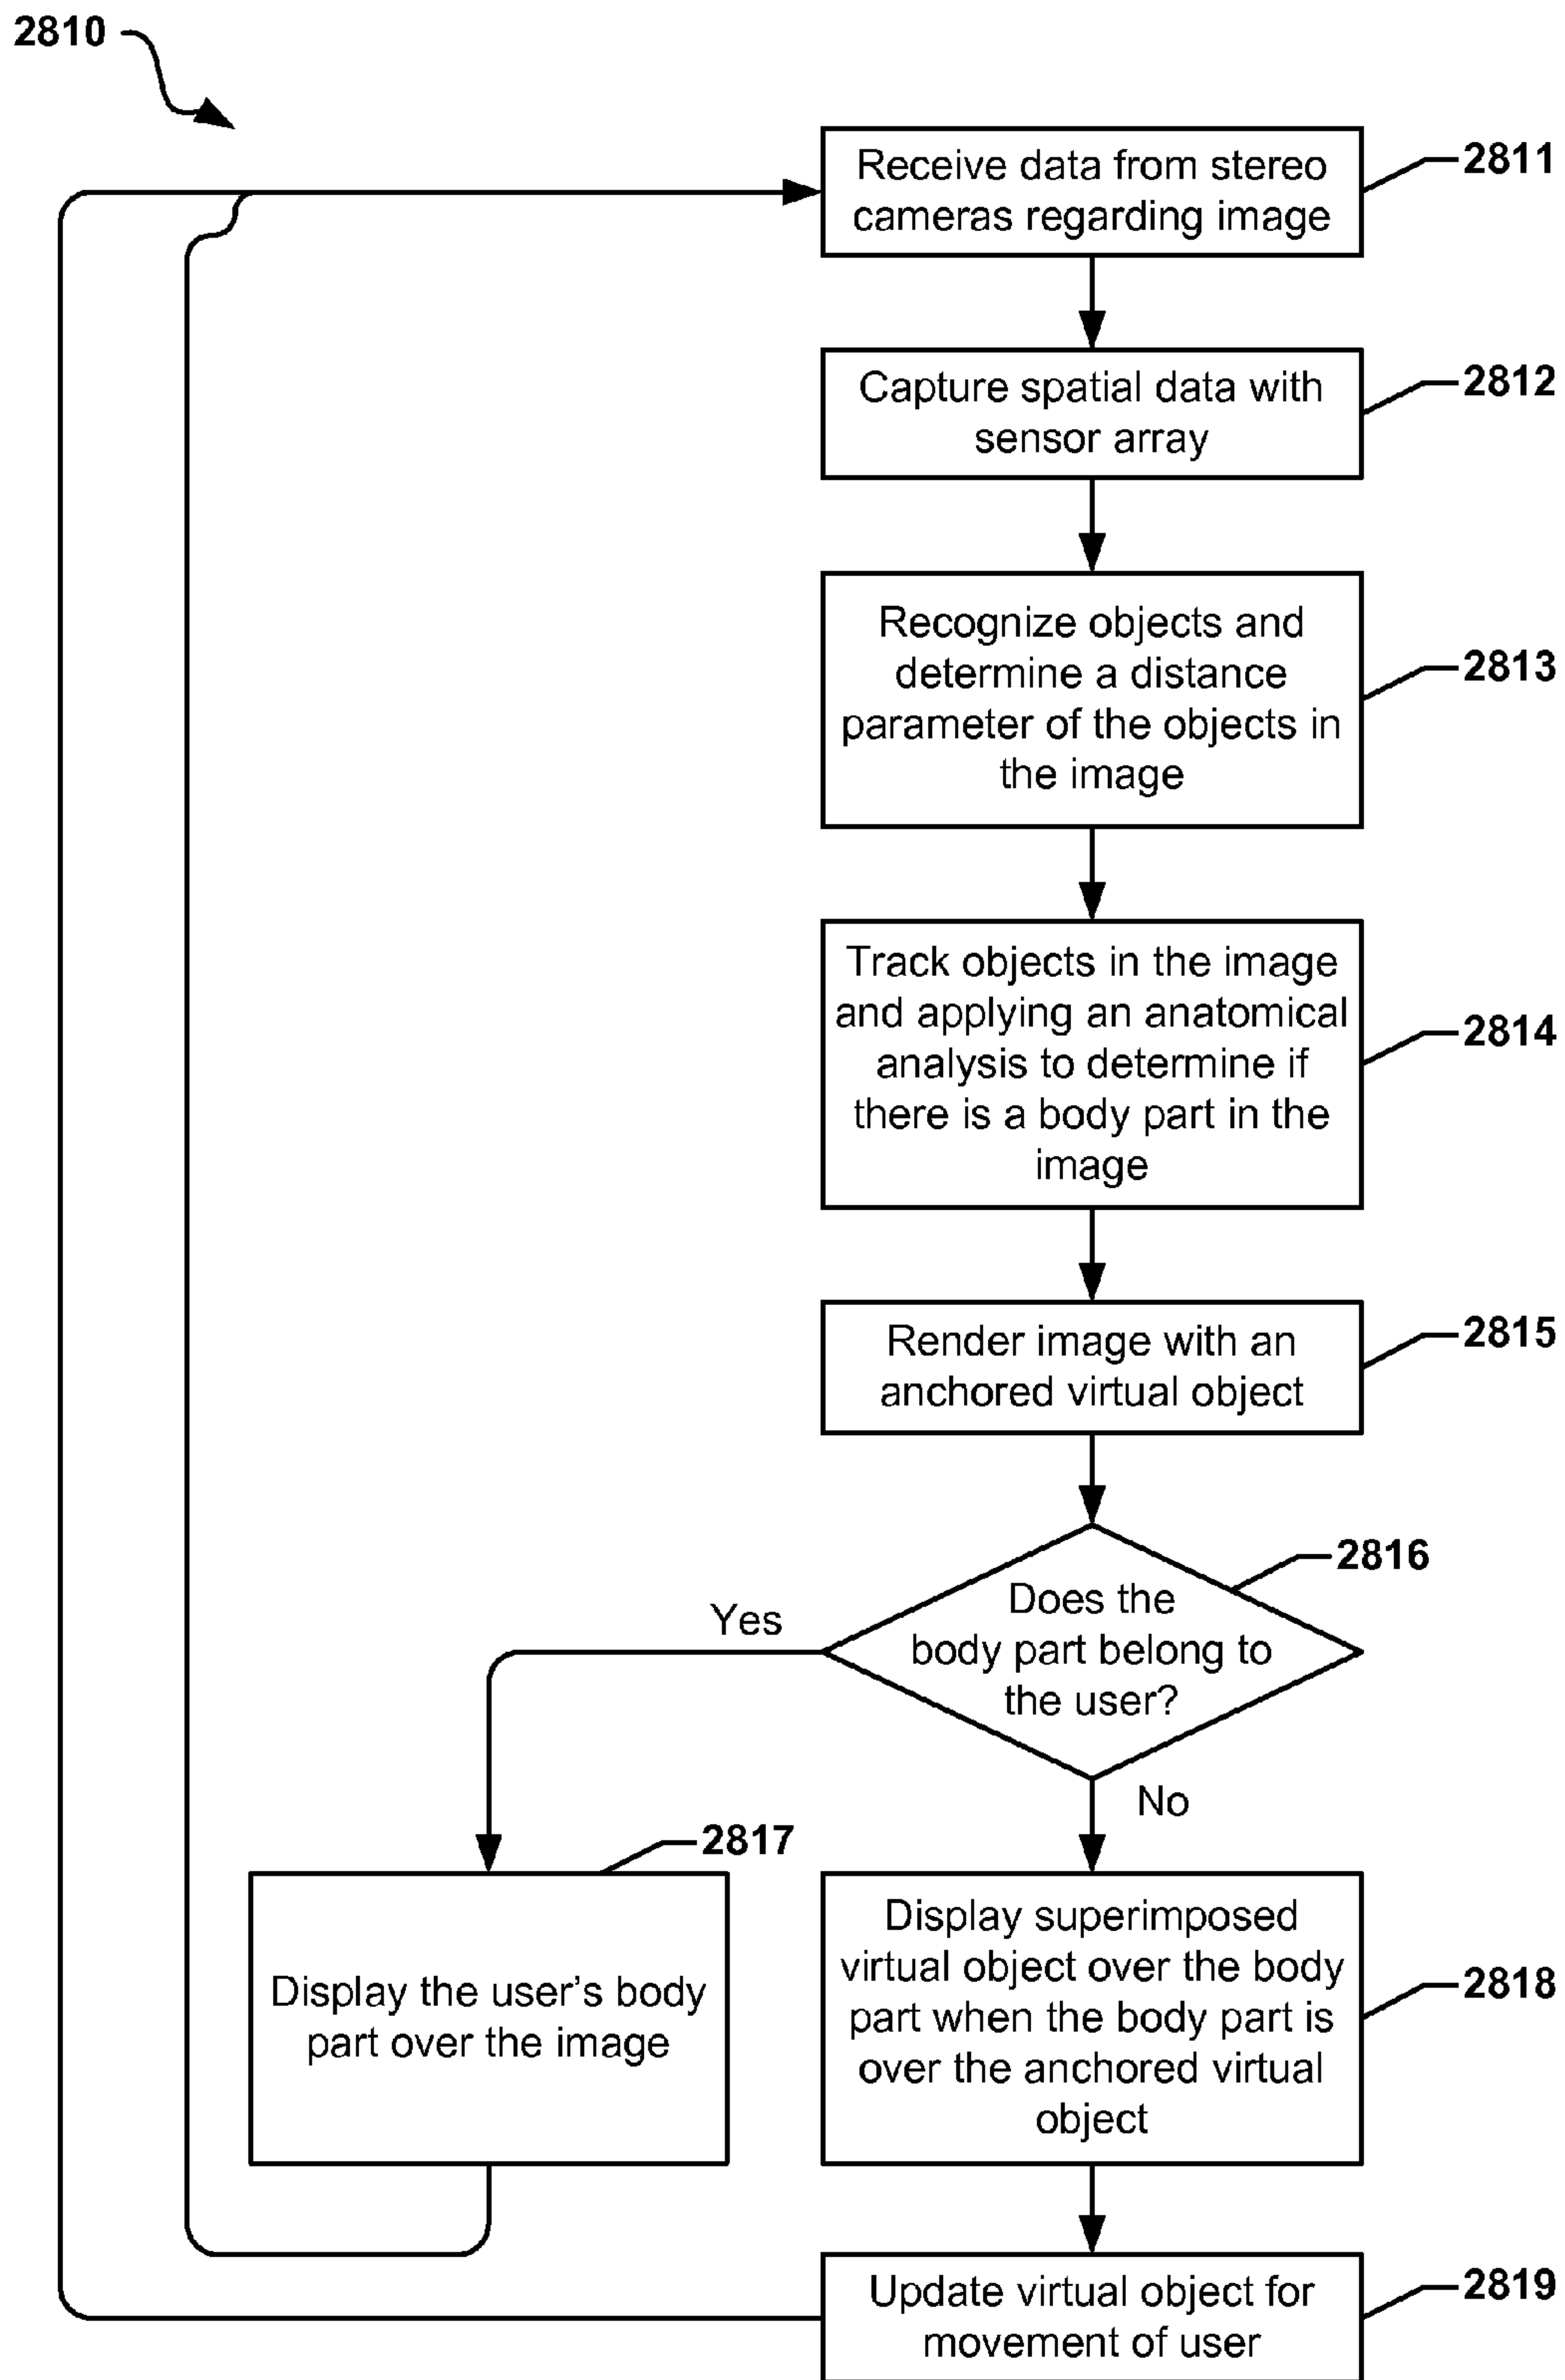 2810
Receive data from stereo
cameras regarding image
2811
Capture spatial data with
sensor array
2812
Recognize objects and
determine a distance
parameter of the objects in
the image
2813
Track objects in the image
and applying an anatomical
analysis to determine if
there is a body part in the
image
2814
Render image with an
anchored virtual object
2815
Does the
body part belong to
the user?
2816
Yes
No
Display the user’s body
part over the image
2817
Display superimposed
virtual object over the body
part when the body part is
over the anchored virtual
object
2818
Update virtual object for
movement of user
2819